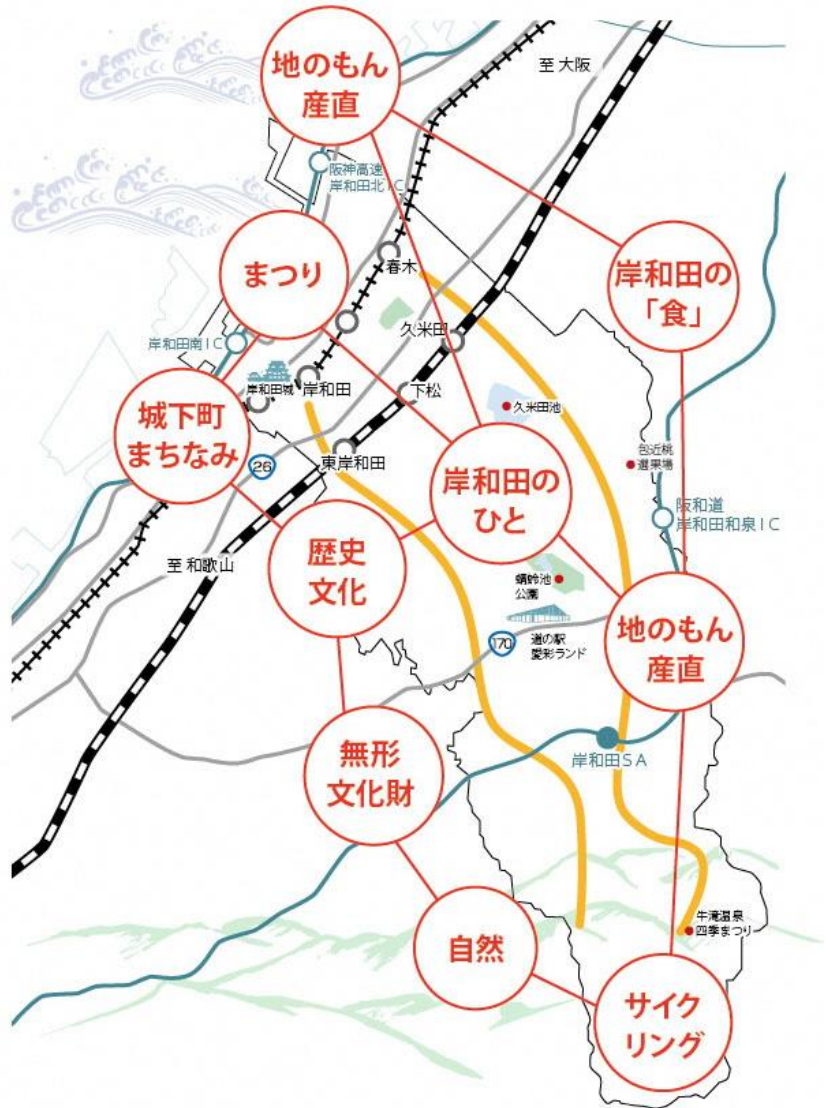 地のもん
産直
至 大阪
阪神高速
岸和田北IC
まつり
春木
岸和田の
「食」
岸和田南IC
久米田
岸和田城
岸和田
下松
久米田池
城下町
まちなみ
26
東岸和田
岸和田の
ひと
包近桃
選果場
阪和道
岸和田和泉IC
至 和歌山
歴史
文化
蜻蛉池
公園
170
道の駅
愛彩ランド
地のもん
産直
無形
文化財
岸和田SA
自然
牛滝温泉
四季まつり
サイク
リング